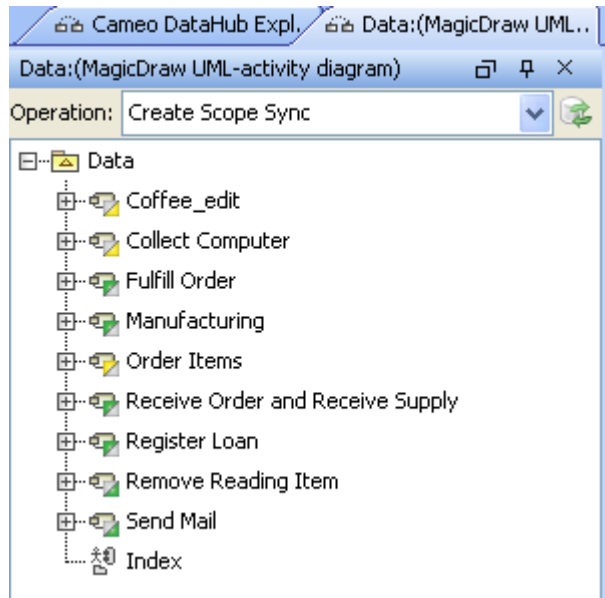 Cameo DataHub Expl. Data:(MagicDraw UML..
Data:(MagicDraw UML-activity diagram)
Operation: Create Scope Sync
Data
Coffee_edit
Collect Computer
Fulfill Order
Manufacturing
Order Items
Receive Order and Receive Supply
Register Loan
Remove Reading Item
Send Mail
Index